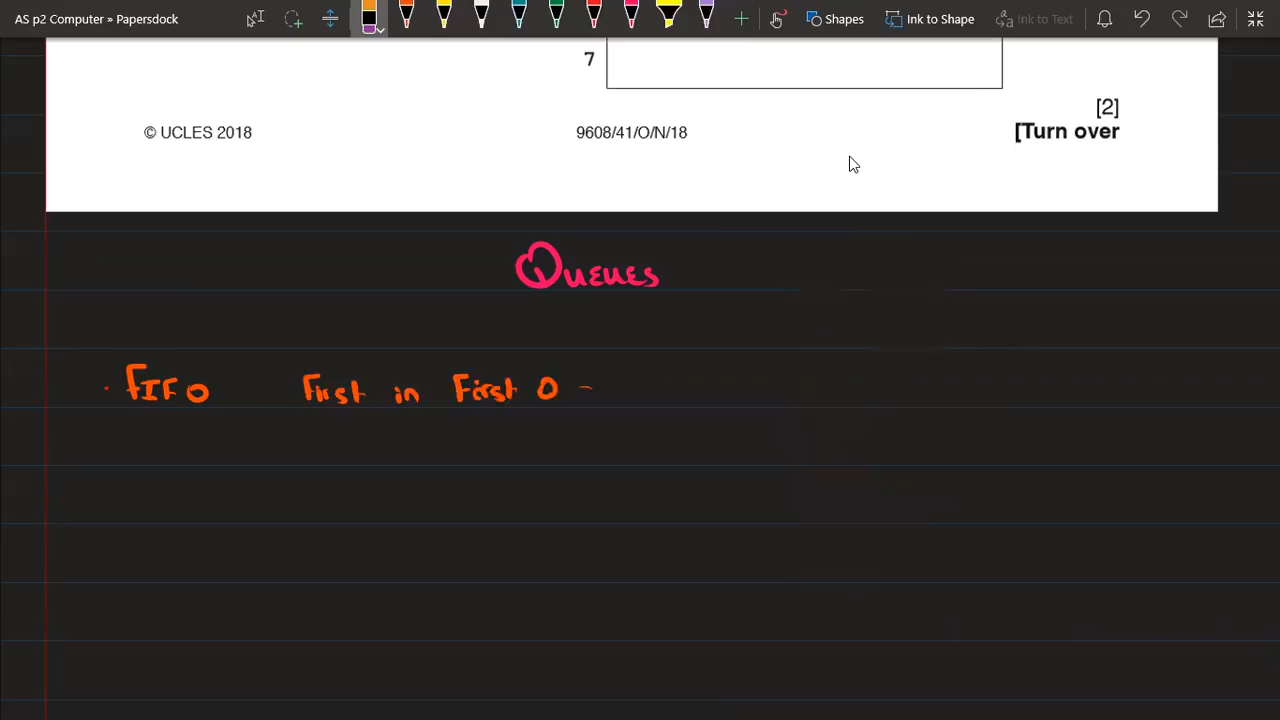 AS p2 Computer » Papersdock
Shapes
Ink to Shape
Ink to Text
7
[2]
© UCLES 2018
9608/41/O/N/18
[Turn over
Queues
· FIFO First in First O -